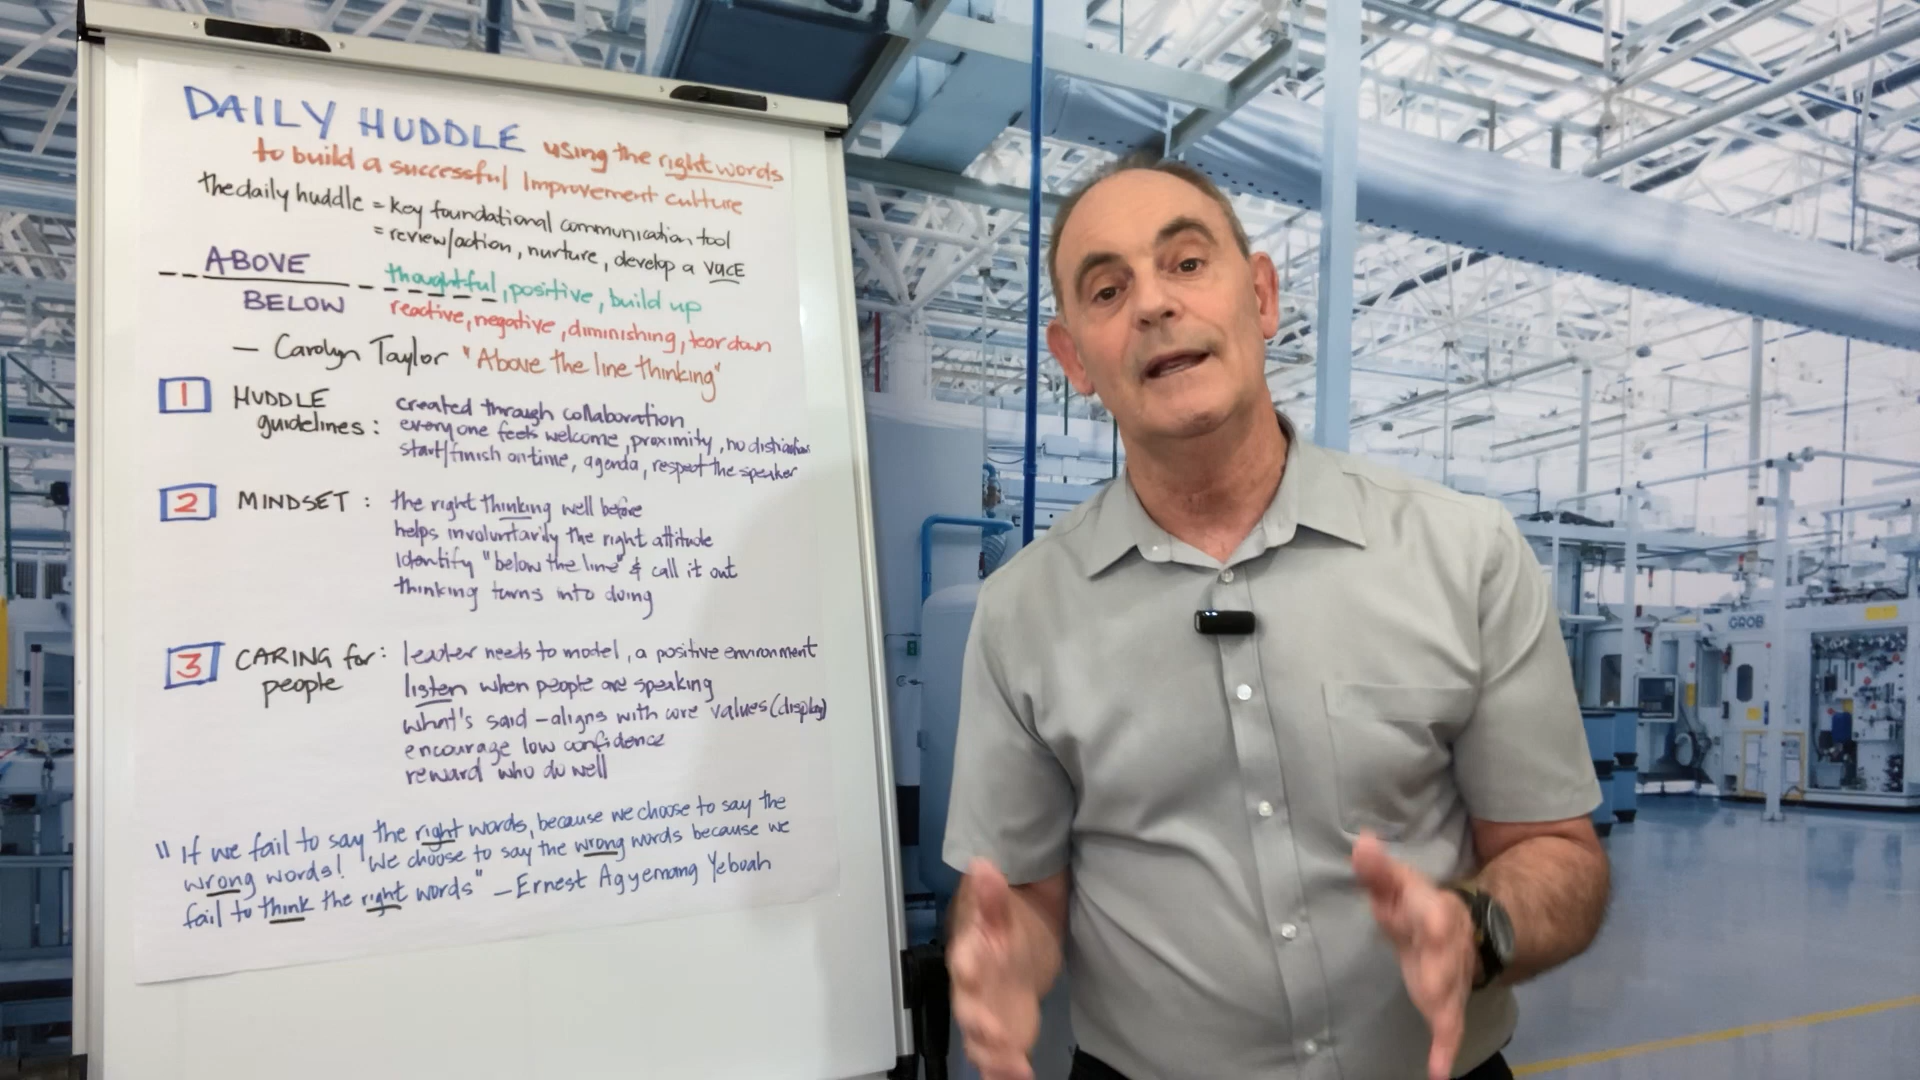 DAILY HUDDLE using the right words
to build a successful Improvement culture
the daily huddle = key foundational communication tool
= review/action, nurture, develop a VACE
ABOVE
thoughtful, positive, build up
BELOW
reactive, negative, diminishing, tear down
— Carolyn Taylor "Above the line thinking"
1 HUDDLE guidelines : created through collaboration
everyone feels welcome, proximity, no distractions
start/finish on time, agenda, respect the speaker
2 MINDSET : the right thinking well before
helps involuntarily the right attitude
identify "below the line" & call it out
thinking turns into doing
3 CARING for : people leader needs to model, a positive environment
listen when people are speaking
what's said - aligns with core values (display)
encourage low confidence
reward who do well
"If we fail to say the right words, because we choose to say the
wrong words! We choose to say the wrong words because we
fail to think the right words" — Ernest Agyemang Yeboah
GROB